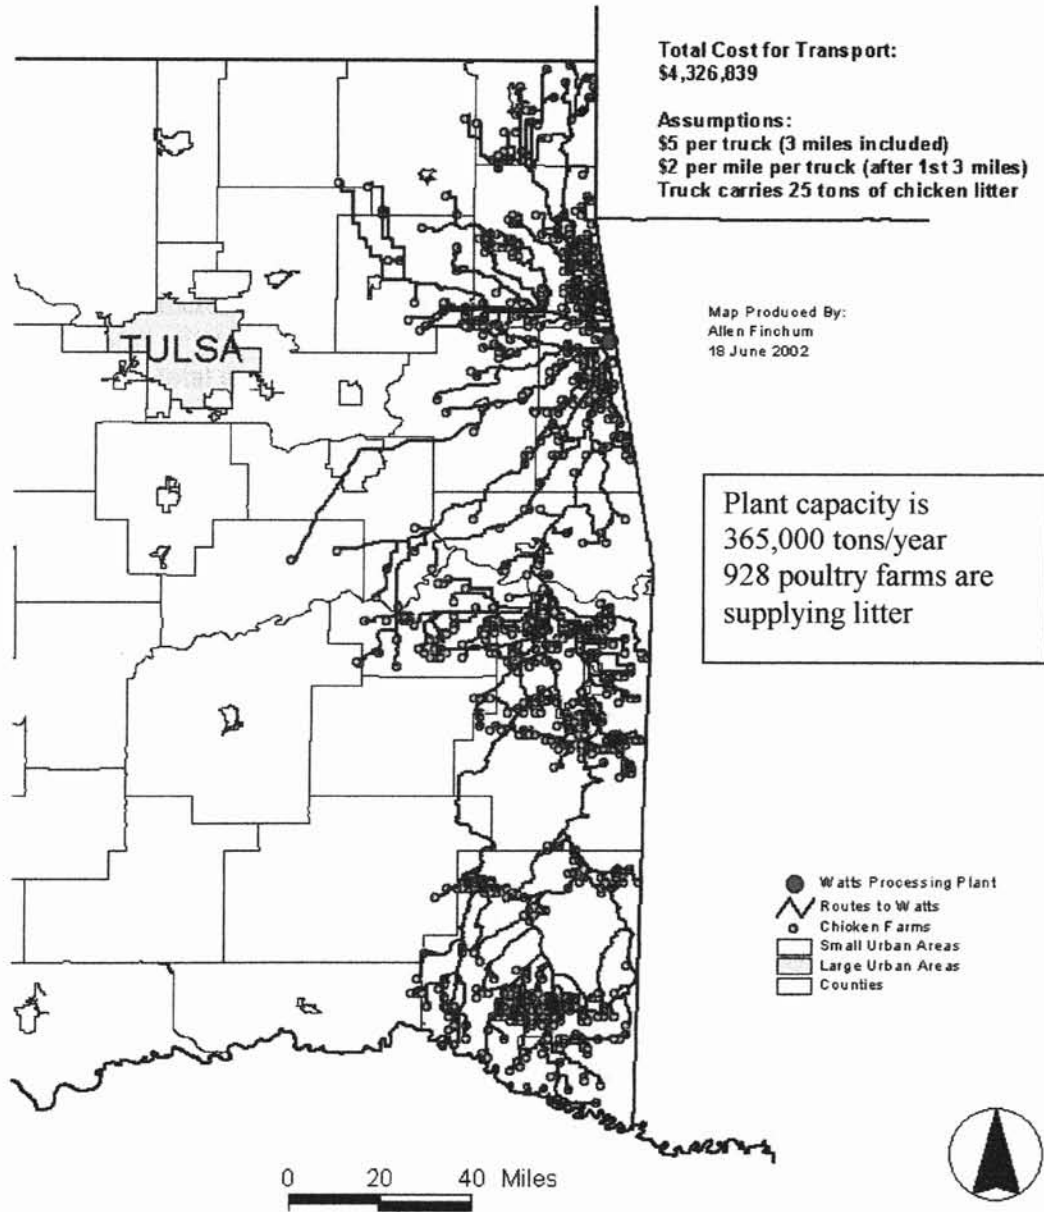 Total Cost for Transport:
$4,326,839
Assumptions:
$5 per truck (3 miles included)
$2 per mile per truck (after 1st 3 miles)
Truck carries 25 tons of chicken litter
Map Produced By:
Allen Finchum
18 June 2002
TULSA
Plant capacity is
365,000 tons/year
928 poultry farms are
supplying litter
Watts Processing Plant
Routes to Watts
Chicken Farms
Small Urban Areas
Large Urban Areas
Counties
0 20 40 Miles